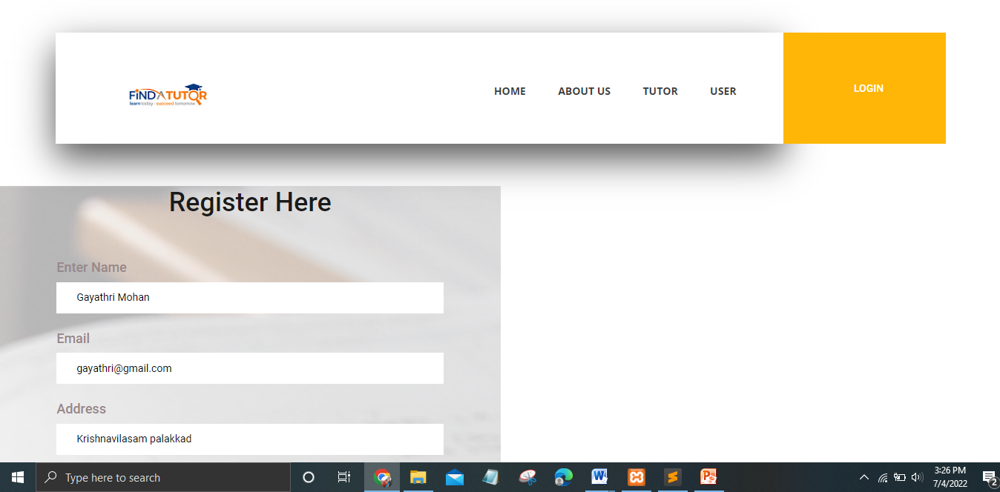 FINDATUTOR
learn today - succeed tomorrow
HOME ABOUT US TUTOR USER
LOGIN
Register Here
Enter Name
Gayathri Mohan
Email
gayathri@gmail.com
Address
Krishnavilasam palakkad
Type here to search
3:26 PM
7/4/2022
2